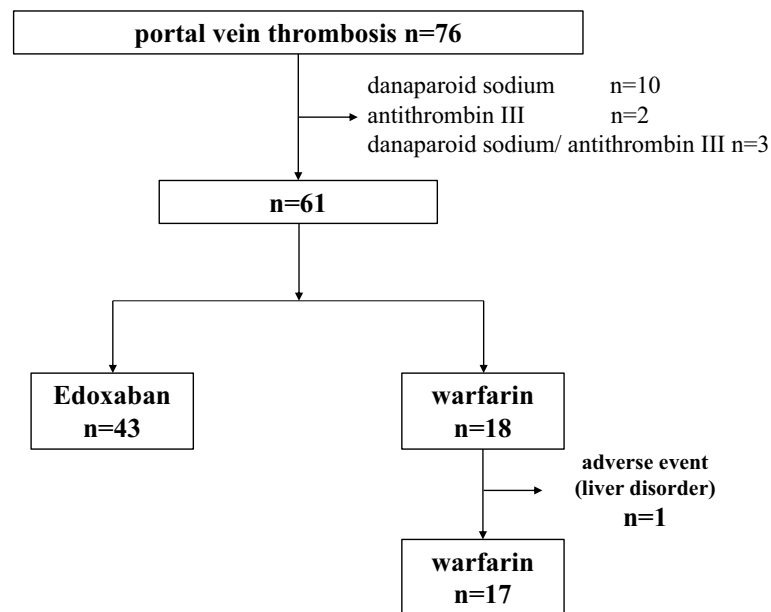 portal vein thrombosis n=76
danaparoid sodium n=10
antithrombin III n=2
danaparoid sodium/ antithrombin III n=3
n=61
Edoxaban
n=43
warfarin
n=18
adverse event
(liver disorder)
n=1
warfarin
n=17